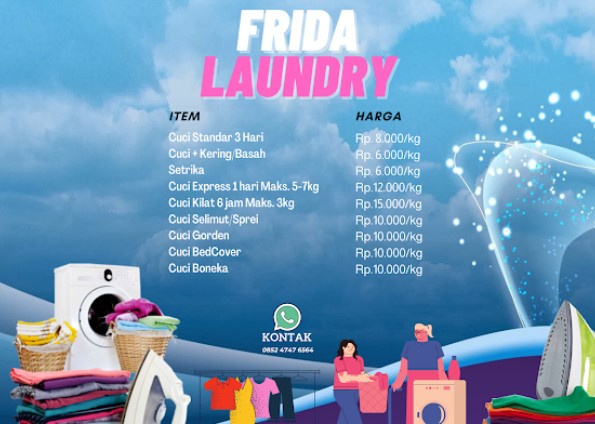 FRIDA
LAUNDRY
ITEM HARGA
Cuci Standar 3 Hari Rp. 8.000/kg
Cuci + Kering/Basah Rp. 6.000/kg
Setrika Rp. 6.000/kg
Cuci Express 1 hari Maks. 5-7kg Rp.12.000/kg
Cuci Kilat 6 jam Maks. 3kg Rp.15.000/kg
Cuci Selimut/Sprei Rp.10.000/kg
Cuci Gorden Rp.10.000/kg
Cuci BedCover Rp.10.000/kg
Cuci Boneka Rp.10.000/kg
KONTAK
0852 4747 6564